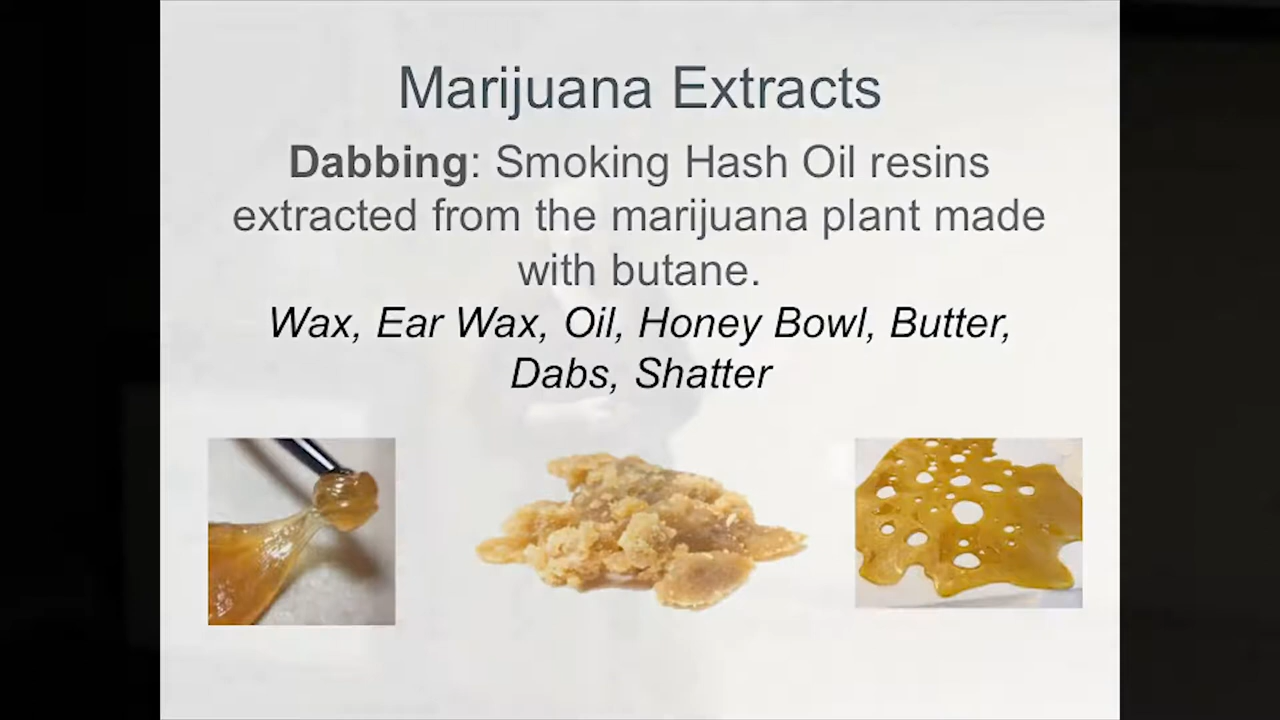 Marijuana Extracts
Dabbing: Smoking Hash Oil resins
extracted from the marijuana plant made
with butane.
Wax, Ear Wax, Oil, Honey Bowl, Butter,
Dabs, Shatter